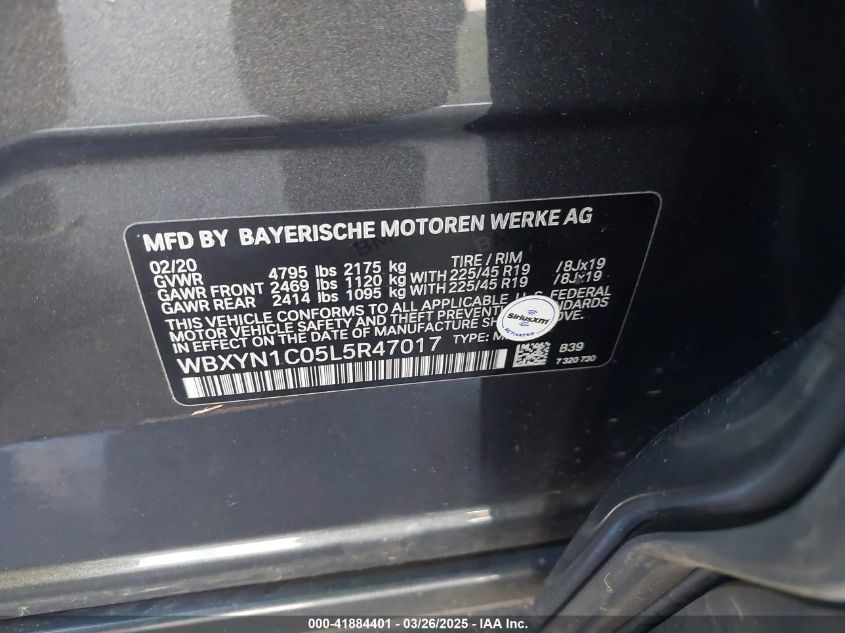 MFD BY BAYERISCHE MOTOREN WERKE AG
02/20 TIRE / RIM
GVWR 4795 lbs 2175 kg
GAWR FRONT 2469 lbs 1120 kg WITH 225/45 R19 /8Jx19
GAWR REAR 2414 lbs 1095 kg WITH 225/45 R19 /8Jx19
THIS VEHICLE CONFORMS TO ALL APPLICABLE U.S. FEDERAL
MOTOR VEHICLE SAFETY AND THEFT PREVENTION STANDARDS
IN EFFECT ON THE DATE OF MANUFACTURE SHOWN ABOVE.
WBXYN1C05L5R47017 TYPE:
SiriusXM
ACTIVATED
B39
7 320 730
000-41884401 - 03/26/2025 - © IAA, Inc.